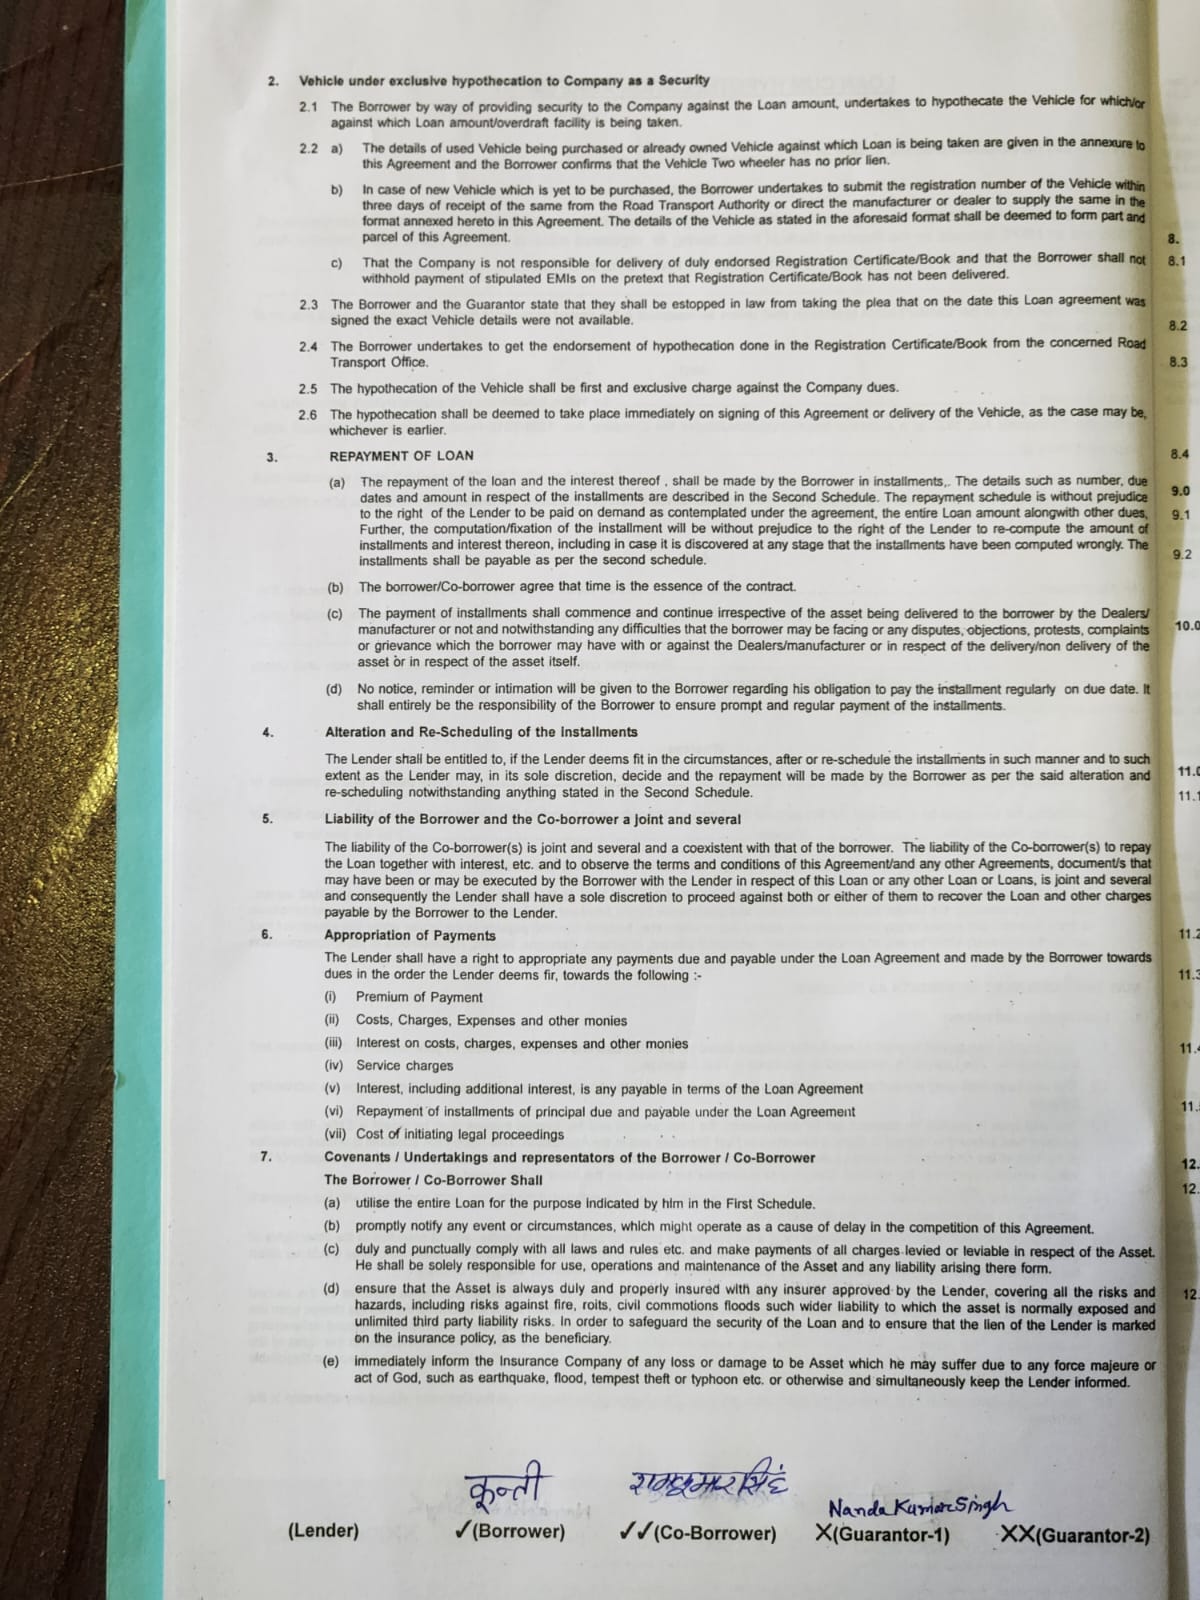 2. Vehicle under exclusive hypothecation to Company as a Security
2.1 The Borrower by way of providing security to the Company against the Loan amount, undertakes to hypothecate the Vehicle for which/or
against which Loan amount/overdraft facility is being taken.
2.2 a) The details of used Vehicle being purchased or already owned Vehicle against which Loan is being taken are given in the annexure to
this Agreement and the Borrower confirms that the Vehicle Two wheeler has no prior lien.
b) In case of new Vehicle which is yet to be purchased, the Borrower undertakes to submit the registration number of the Vehicle within
three days of receipt of the same from the Road Transport Authority or direct the manufacturer or dealer to supply the same in the
format annexed hereto in this Agreement. The details of the Vehicle as stated in the aforesaid format shall be deemed to form part and
parcel of this Agreement.
c) That the Company is not responsible for delivery of duly endorsed Registration Certificate/Book and that the Borrower shall not
withhold payment of stipulated EMIs on the pretext that Registration Certificate/Book has not been delivered.
2.3 The Borrower and the Guarantor state that they shall be estopped in law from taking the plea that on the date this Loan agreement was
signed the exact Vehicle details were not available.
2.4 The Borrower undertakes to get the endorsement of hypothecation done in the Registration Certificate/Book from the concerned Road
Transport Office.
2.5 The hypothecation of the Vehicle shall be first and exclusive charge against the Company dues.
2.6 The hypothecation shall be deemed to take place immediately on signing of this Agreement or delivery of the Vehicle, as the case may be,
whichever is earlier.
3. REPAYMENT OF LOAN
(a) The repayment of the loan and the interest thereof , shall be made by the Borrower in installments,. The details such as number, due
dates and amount in respect of the installments are described in the Second Schedule. The repayment schedule is without prejudice
to the right of the Lender to be paid on demand as contemplated under the agreement, the entire Loan amount alongwith other dues,
Further, the computation/fixation of the installment will be without prejudice to the right of the Lender to re-compute the amount of
installments and interest thereon, including in case it is discovered at any stage that the installments have been computed wrongly. The
installments shall be payable as per the second schedule.
(b) The borrower/Co-borrower agree that time is the essence of the contract.
(c) The payment of installments shall commence and continue irrespective of the asset being delivered to the borrower by the Dealers/
manufacturer or not and notwithstanding any difficulties that the borrower may be facing or any disputes, objections, protests, complaints
or grievance which the borrower may have with or against the Dealers/manufacturer or in respect of the delivery/non delivery of the
asset or in respect of the asset itself.
(d) No notice, reminder or intimation will be given to the Borrower regarding his obligation to pay the installment regularly on due date. It
shall entirely be the responsibility of the Borrower to ensure prompt and regular payment of the installments.
4. Alteration and Re-Scheduling of the Installments
The Lender shall be entitled to, if the Lender deems fit in the circumstances, after or re-schedule the installments in such manner and to such
extent as the Lender may, in its sole discretion, decide and the repayment will be made by the Borrower as per the said alteration and
re-scheduling notwithstanding anything stated in the Second Schedule.
5. Liability of the Borrower and the Co-borrower a joint and several
The liability of the Co-borrower(s) is joint and several and a coexistent with that of the borrower. The liability of the Co-borrower(s) to repay
the Loan together with interest, etc. and to observe the terms and conditions of this Agreement/and any other Agreements, document/s that
may have been or may be executed by the Borrower with the Lender in respect of this Loan or any other Loan or Loans, is joint and several
and consequently the Lender shall have a sole discretion to proceed against both or either of them to recover the Loan and other charges
payable by the Borrower to the Lender.
6. Appropriation of Payments
The Lender shall have a right to appropriate any payments due and payable under the Loan Agreement and made by the Borrower towards
dues in the order the Lender deems fir, towards the following :-
(i) Premium of Payment
(ii) Costs, Charges, Expenses and other monies
(iii) Interest on costs, charges, expenses and other monies
(iv) Service charges
(v) Interest, including additional interest, is any payable in terms of the Loan Agreement
(vi) Repayment of installments of principal due and payable under the Loan Agreement
(vii) Cost of initiating legal proceedings
7. Covenants / Undertakings and representators of the Borrower / Co-Borrower
The Borrower / Co-Borrower Shall
(a) utilise the entire Loan for the purpose indicated by him in the First Schedule.
(b) promptly notify any event or circumstances, which might operate as a cause of delay in the competition of this Agreement.
(c) duly and punctually comply with all laws and rules etc. and make payments of all charges levied or leviable in respect of the Asset.
He shall be solely responsible for use, operations and maintenance of the Asset and any liability arising there form.
(d) ensure that the Asset is always duly and properly insured with any insurer approved by the Lender, covering all the risks and
hazards, including risks against fire, roits, civil commotions floods such wider liability to which the asset is normally exposed and
unlimited third party liability risks. In order to safeguard the security of the Loan and to ensure that the lien of the Lender is marked
on the insurance policy, as the beneficiary.
(e) immediately inform the Insurance Company of any loss or damage to be Asset which he may suffer due to any force majeure or
act of God, such as earthquake, flood, tempest theft or typhoon etc. or otherwise and simultaneously keep the Lender informed.
कून्ती रामकुमार सिंह Nanda Kumar Singh
(Lender) ✓(Borrower) ✓✓(Co-Borrower) X(Guarantor-1) XX(Guarantor-2)
8.
8.1
8.2
8.3
8.4
9.0
9.1
9.2
10.0
11.
11.
11.
11.
11.
11.
12.
12.
12.